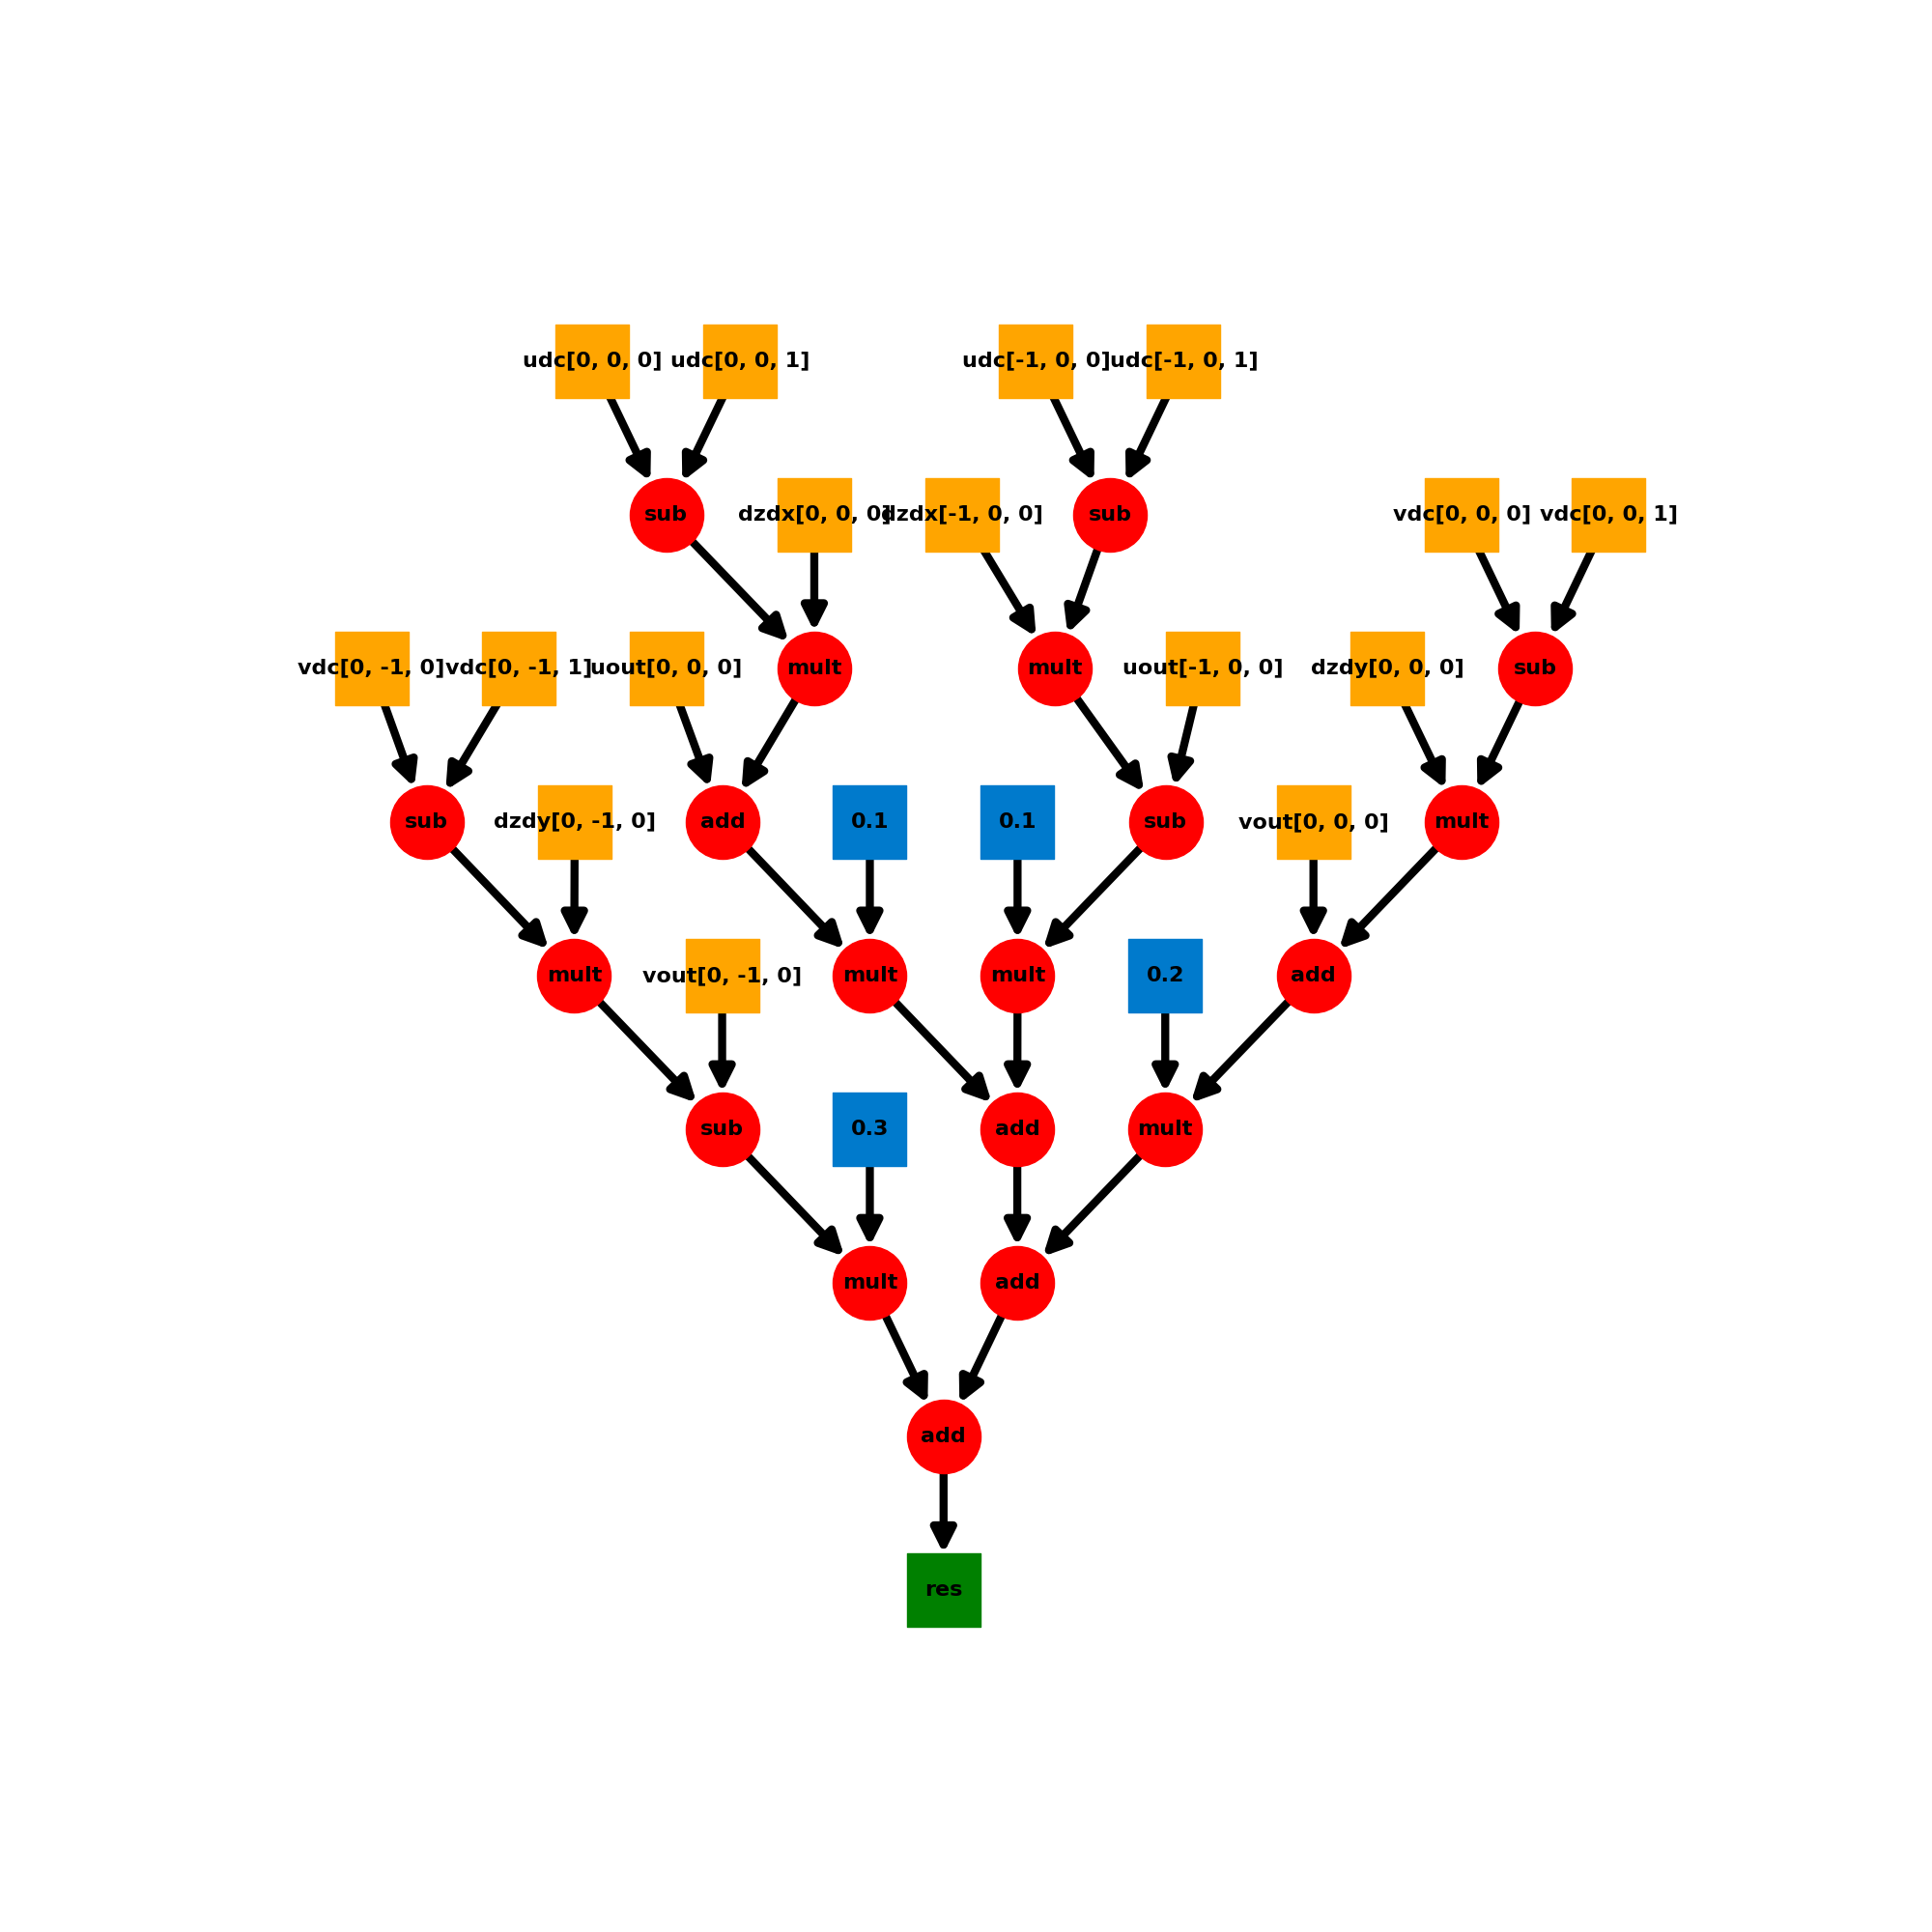 udc[0, 0, 0] udc[0, 0, 1] udc[-1, 0, 0] udc[-1, 0, 1]
sub dzdx[0, 0, 0] dzdx[-1, 0, 0] sub vdc[0, 0, 0] vdc[0, 0, 1]
vdc[0, -1, 0] vdc[0, -1, 1] uout[0, 0, 0] mult mult uout[-1, 0, 0] dzdy[0, 0, 0] sub
sub dzdy[0, -1, 0] add 0.1 0.1 sub vout[0, 0, 0] mult
mult vout[0, -1, 0] mult mult 0.2 add
sub 0.3 add mult
mult add
add
res